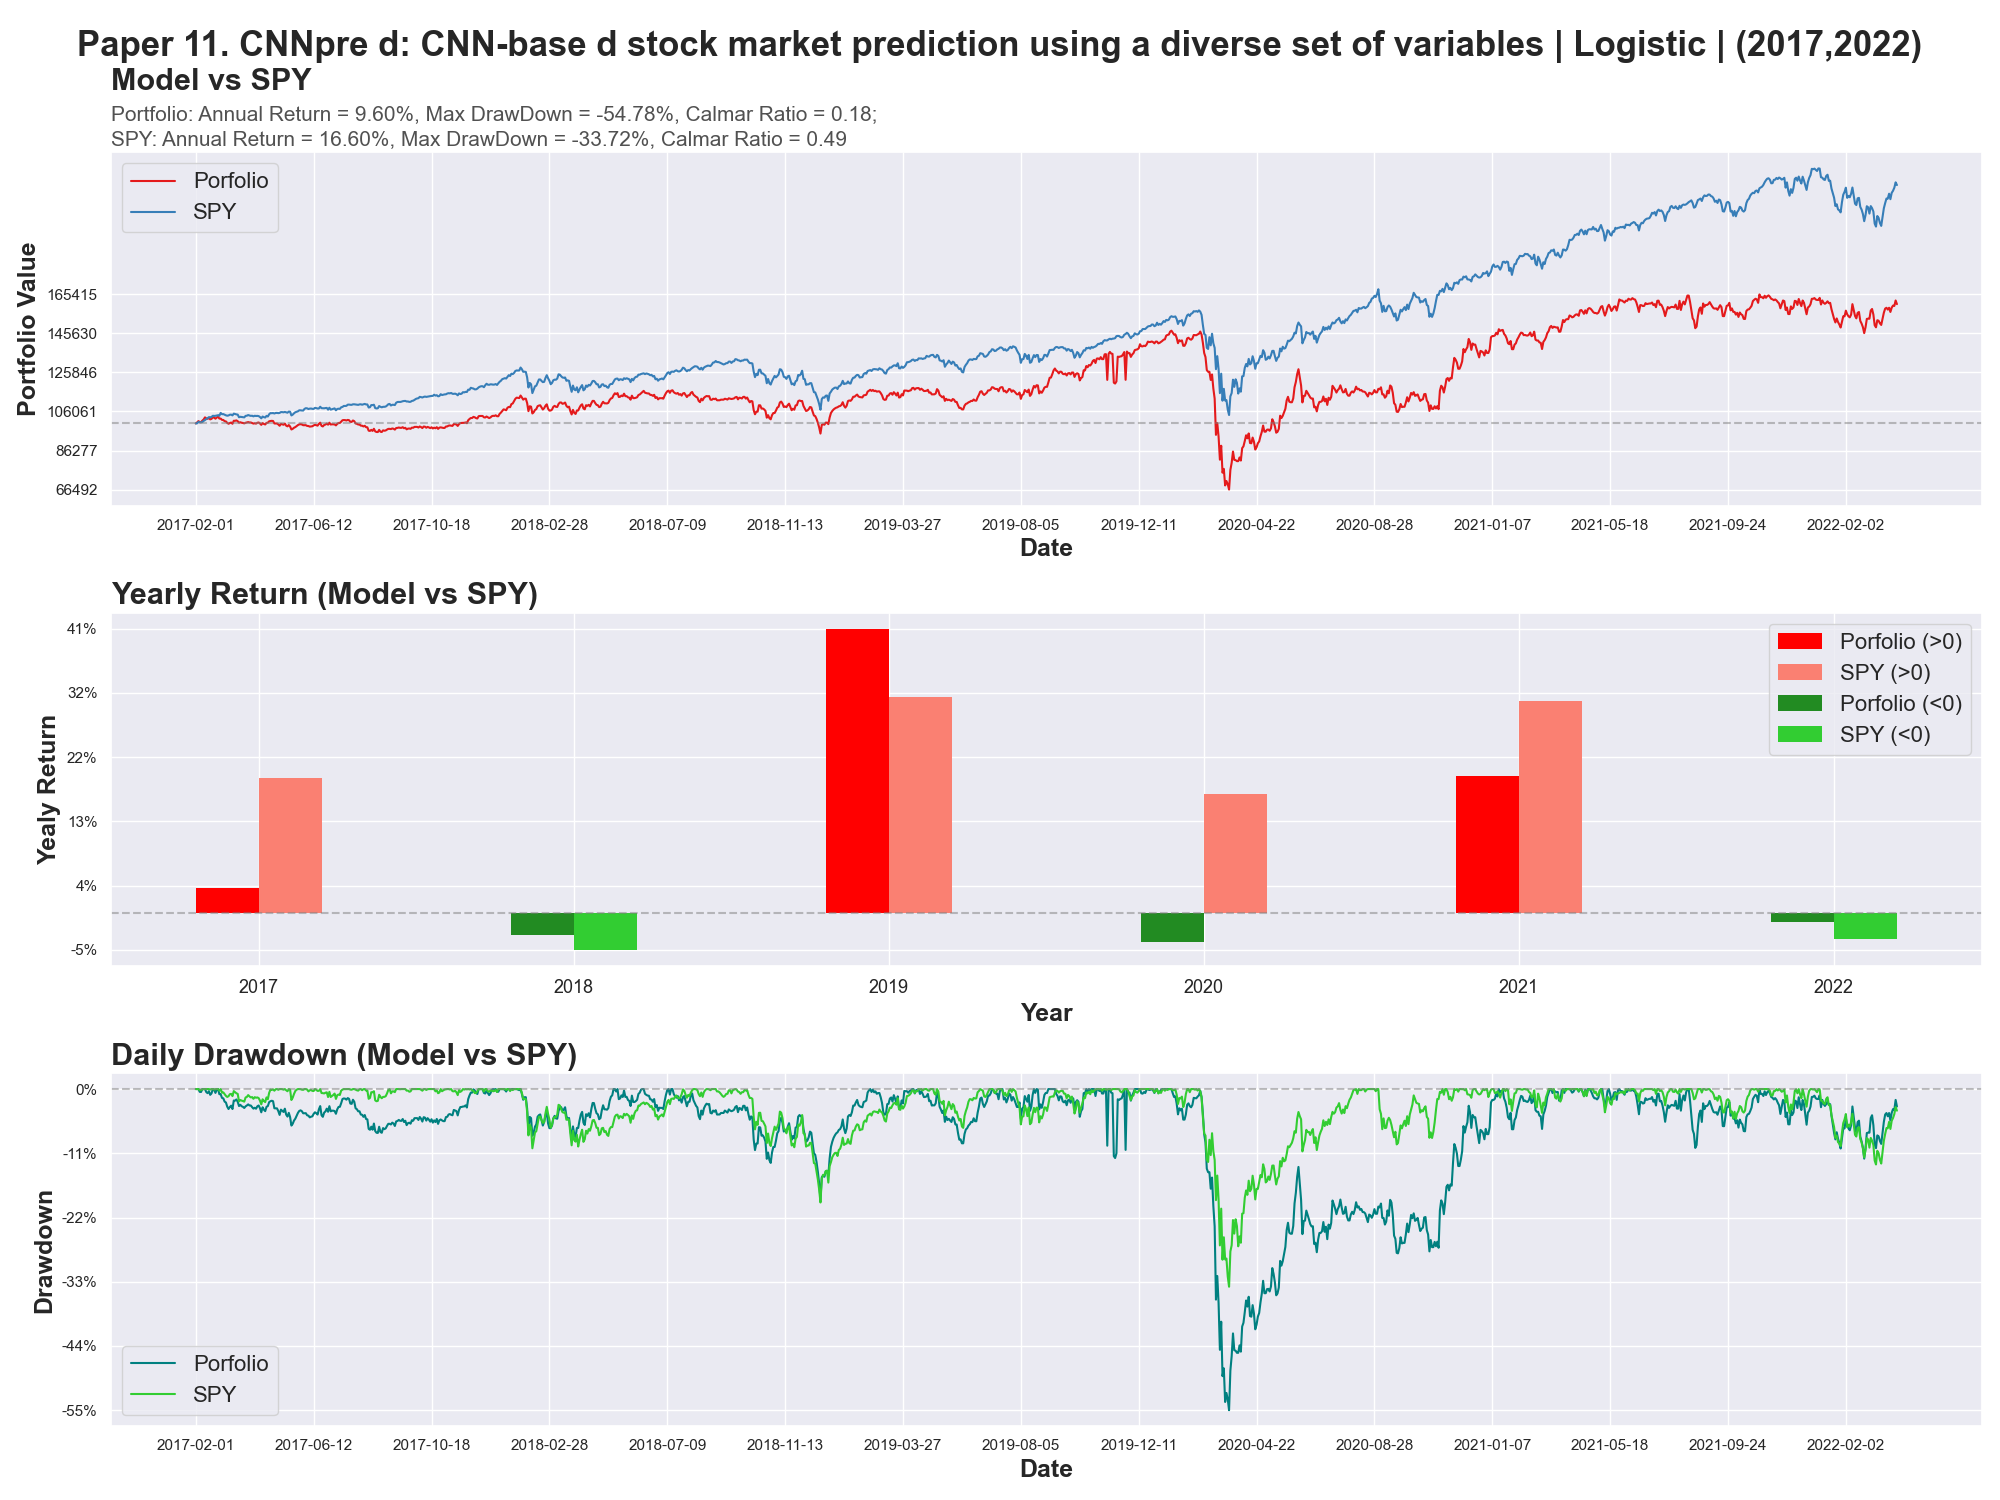 Paper 11. CNNpre d: CNN-base d stock market prediction using a diverse set of variables | Logistic | (2017,2022)
Model vs SPY
Portfolio: Annual Return = 9.60%, Max DrawDown = -54.78%, Calmar Ratio = 0.18;
SPY: Annual Return = 16.60%, Max DrawDown = -33.72%, Calmar Ratio = 0.49
Porfolio
SPY
Portfolio Value
165415
145630
125846
106061
86277
66492
2017-02-01 2017-06-12 2017-10-18 2018-02-28 2018-07-09 2018-11-13 2019-03-27 2019-08-05 2019-12-11 2020-04-22 2020-08-28 2021-01-07 2021-05-18 2021-09-24 2022-02-02
Date
Yearly Return (Model vs SPY)
Porfolio (>0)
SPY (>0)
Porfolio (<0)
SPY (<0)
Yealy Return
41%
32%
22%
13%
4%
-5%
2017 2018 2019 2020 2021 2022
Year
Daily Drawdown (Model vs SPY)
Drawdown
0%
-11%
-22%
-33%
-44%
-55%
Porfolio
SPY
2017-02-01 2017-06-12 2017-10-18 2018-02-28 2018-07-09 2018-11-13 2019-03-27 2019-08-05 2019-12-11 2020-04-22 2020-08-28 2021-01-07 2021-05-18 2021-09-24 2022-02-02
Date